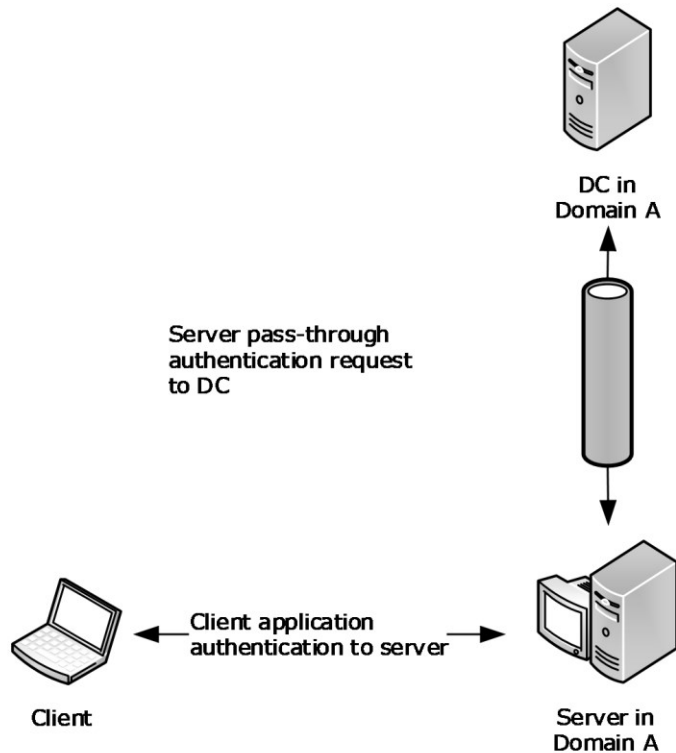 DC in
Domain A
Server pass-through
authentication request
to DC
Client application
authentication to server
Client
Server in
Domain A